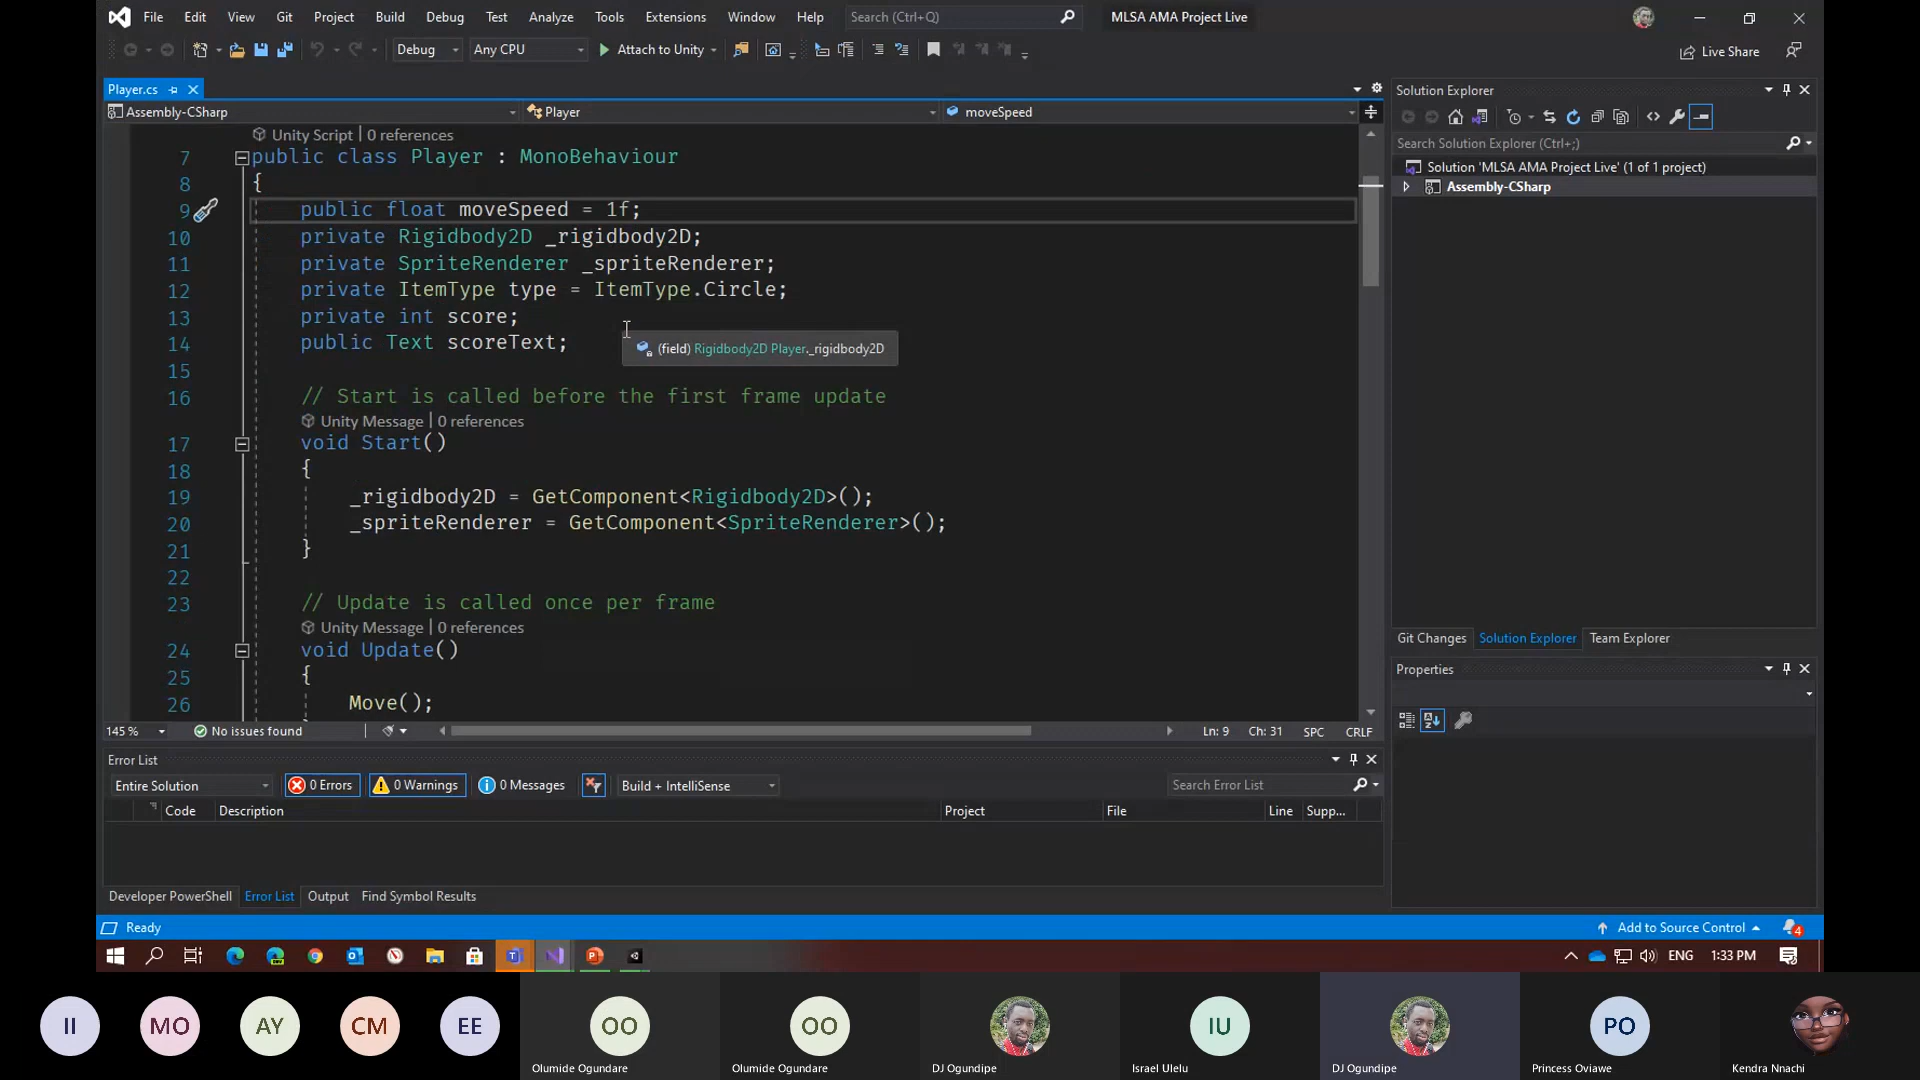 File Edit View Git Project Build Debug Test Analyze Tools Extensions Window Help Search (Ctrl+Q) MLSA AMA Project Live
Debug Any CPU Attach to Unity Live Share
Player.cs
Assembly-CSharp Player moveSpeed
Unity Script | 0 references
7 public class Player : MonoBehaviour
8 {
9 public float moveSpeed = 1f;
10 private Rigidbody2D _rigidbody2D;
11 private SpriteRenderer _spriteRenderer;
12 private ItemType type = ItemType.Circle;
13 private int score;
14 public Text scoreText;
(field) Rigidbody2D Player._rigidbody2D
15
16 // Start is called before the first frame update
Unity Message | 0 references
17 void Start()
18 {
19 _rigidbody2D = GetComponent<Rigidbody2D>();
20 _spriteRenderer = GetComponent<SpriteRenderer>();
21 }
22
23 // Update is called once per frame
Unity Message | 0 references
24 void Update()
25 {
26 Move();
145 % No issues found Ln: 9 Ch: 31 SPC CRLF
Error List
Entire Solution 0 Errors 0 Warnings 0 Messages Build + IntelliSense Search Error List
Code Description Project File Line Supp...
Developer PowerShell Error List Output Find Symbol Results
Solution Explorer
Search Solution Explorer (Ctrl+;)
Solution 'MLSA AMA Project Live' (1 of 1 project)
Assembly-CSharp
Git Changes Solution Explorer Team Explorer
Properties
Ready Add to Source Control 4
ENG 1:33 PM
II MO AY CM EE OO OO IU PO
Olumide Ogundare Olumide Ogundare DJ Ogundipe Israel Ulelu DJ Ogundipe Princess Oviawe Kendra Nnachi